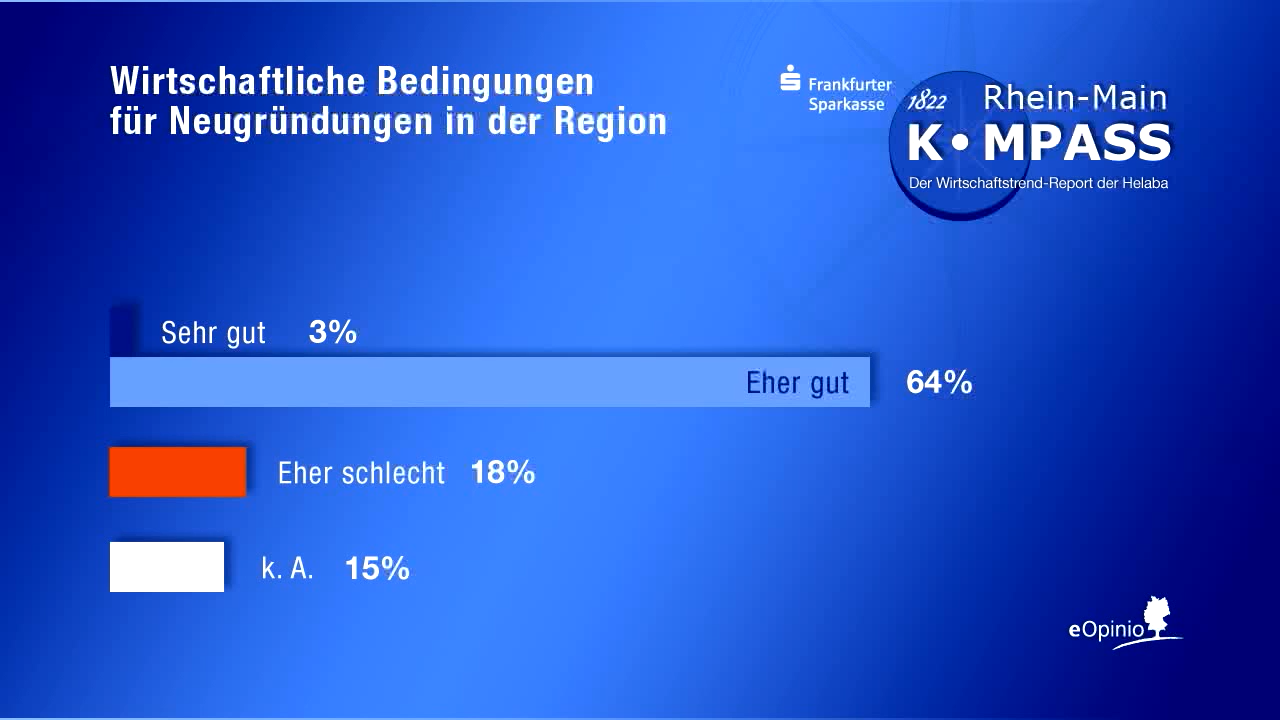 Wirtschaftliche Bedingungen
für Neugründungen in der Region
Frankfurter
Sparkasse 1822
Rhein-Main
K•MPASS
Der Wirtschaftstrend-Report der Helaba
Sehr gut 3%
Eher gut 64%
Eher schlecht 18%
k. A. 15%
eOpinio